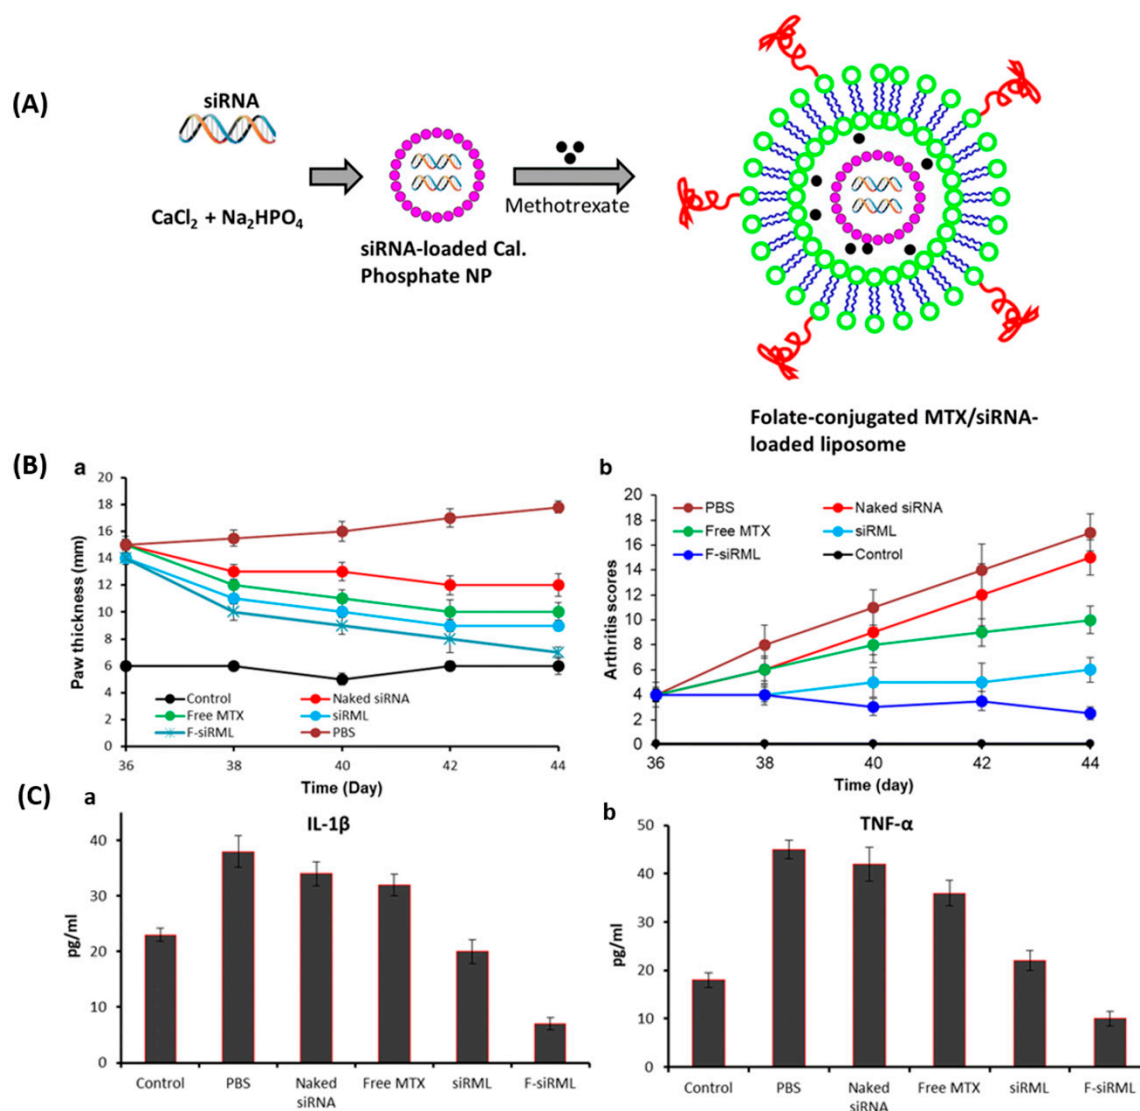 (A)
siRNA
CaCl2 + Na2HPO4
siRNA-loaded Cal.
Phosphate NP
Methotrexate
Folate-conjugated MTX/siRNA-
loaded liposome
(B)
a
Paw thickness (mm)
20
18
16
14
12
10
8
6
4
2
0
Control
Naked siRNA
Free MTX
siRML
F-siRML
PBS
36
38
40
42
44
Time (Day)
b
Arthritis scores
20
18
16
14
12
10
8
6
4
2
0
PBS
Naked siRNA
Free MTX
siRML
F-siRML
Control
36
38
40
42
44
Time (day)
(C)
a
IL-1β
pg/ml
40
30
20
10
0
Control
PBS
Naked
siRNA
Free MTX
siRML
F-siRML
b
TNF-α
pg/ml
50
40
30
20
10
0
Control
PBS
Naked
siRNA
Free MTX
siRML
F-siRML